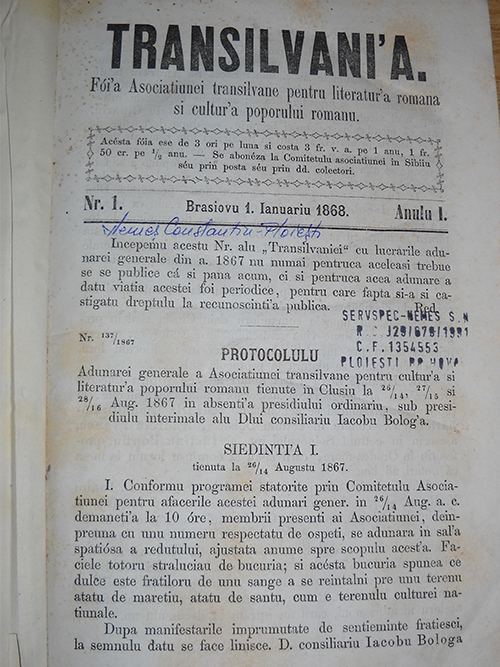 TRANSILVANI'A.
Fói'a Asociatiunei transilvane pentru literatur'a romana
si cultur'a poporului romanu.
Acésta fóia ese de 3 ori pe luna si costa 3 fr. v. a. pe 1 anu, 1 fr.
50 cr. pe ½ anu. — Se abonéza la Comitetulu asociatiunei in Sibiiu
séu prin posta séu prin dd. colectori.
Nr. 1. Brasiovu 1. Ianuariu 1868. Anulu I.
Nemes Constantin - Ploiești
Incepemu acestu Nr. alu „Transilvaniei" cu lucrarile adu-
narei generale din a. 1867 nu numai pentruca aceleasi trebue
se se publice cá si pana acum, ci si pentruca acea adunare a
datu viatia acestei foi periodice, pentru care fapta si-a si ca-
stigatu dreptulu la recunoscinti'a publica. Red.
SERVSPEC-NEMES S.N
R.C J29/679/1991
C.F. 1354553
PLOIESTI PRAHOVA
Nr. 137/1867
PROTOCOLULU
Adunarei generale a Asociatiunei transilvane pentru cultur'a si
literatur'a poporului romanu tienute in Clusiu la 26/14, 27/15 si
28/16 Aug. 1867 in absenti'a presidiului ordinariu, sub presi-
diulu interimale alu Dlui consiliariu Iacobu Bolog'a.
SIEDINTI'A I.
tienuta la 26/14 Augustu 1867.
I. Conformu programei statorite prin Comitetulu Asocia-
tiunei pentru afacerile acestei adunari gener. in 26/14 Aug. a. c.
demaneti'a la 10 óre, membrii presenti ai Asociatiunei, deim-
preuna cu unu numeru respectatu de ospeti, se adunara in sal'a
spatiósa a redutului, ajustata anume spre scopulu acest'a. Fa-
ciele totoru straluciau de bucuria; si acésta bucuria spunea ce
dulce este fratiloru de unu sange a se reintalni pre unu terenu
atatu de maretiu, atatu de santu, cum e terenulu culturei na-
tiunale.
Dupa manifestarile imprumutate de sentieminte fratiesci,
la semnulu datu se face linisce. D. consiliariu Iacobu Bologa